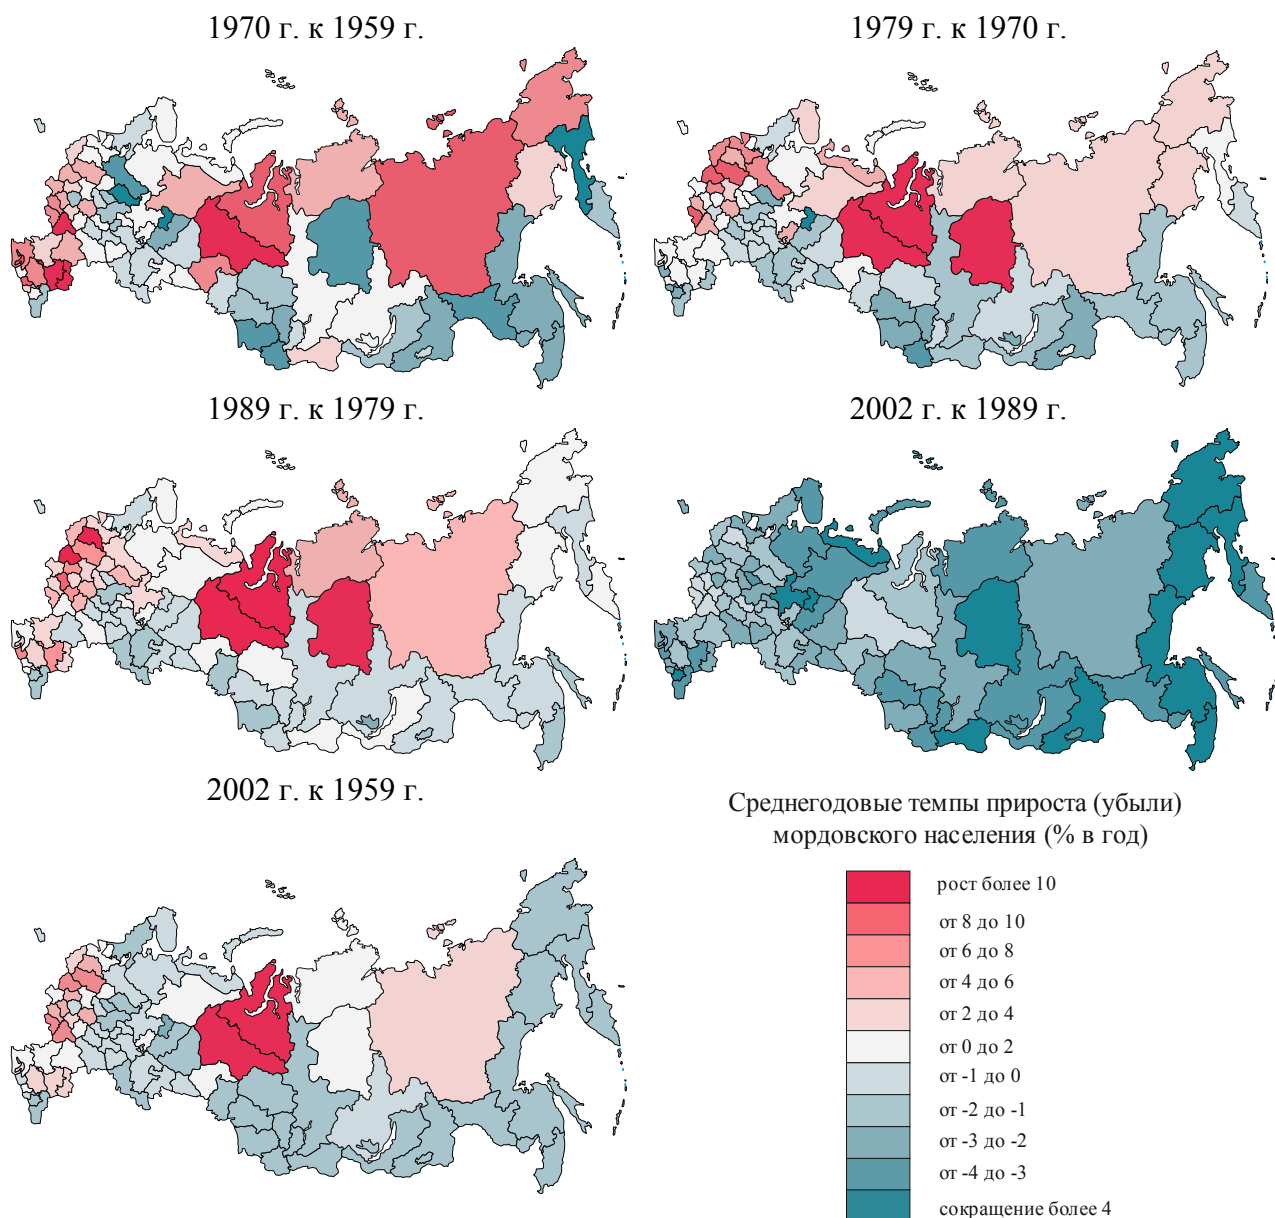 1970 г. к 1959 г.
1979 г. к 1970 г.
1989 г. к 1979 г.
2002 г. к 1989 г.
2002 г. к 1959 г.
Среднегодовые темпы прироста (убыли)
мордовского населения (% в год)
рост более 10
от 8 до 10
от 6 до 8
от 4 до 6
от 2 до 4
от 0 до 2
от -1 до 0
от -2 до -1
от -3 до -2
от -4 до -3
сокращение более 4